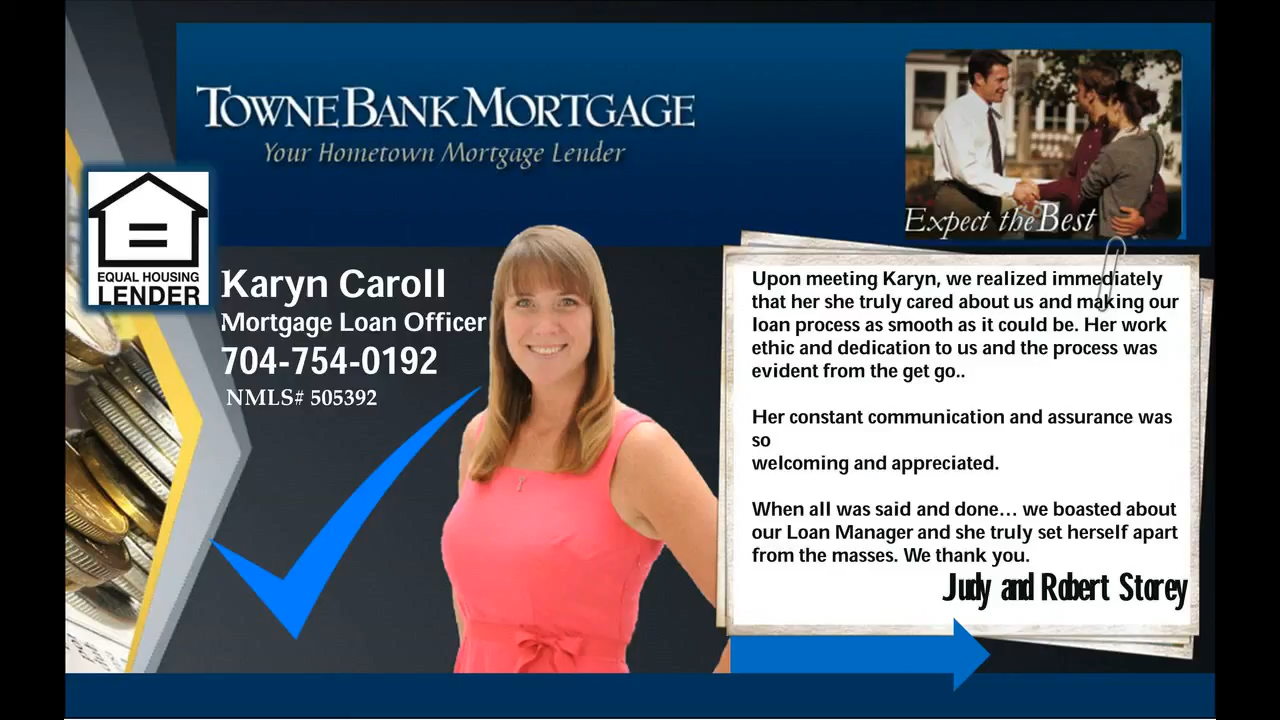 TOWNEBANK MORTGAGE
Your Hometown Mortgage Lender
Expect the Best
EQUAL HOUSING
LENDER
Karyn Caroll
Mortgage Loan Officer
704-754-0192
NMLS# 505392
Upon meeting Karyn, we realized immediately
that her she truly cared about us and making our
loan process as smooth as it could be. Her work
ethic and dedication to us and the process was
evident from the get go..
Her constant communication and assurance was
so
welcoming and appreciated.
When all was said and done... we boasted about
our Loan Manager and she truly set herself apart
from the masses. We thank you.
Judy and Robert Storey